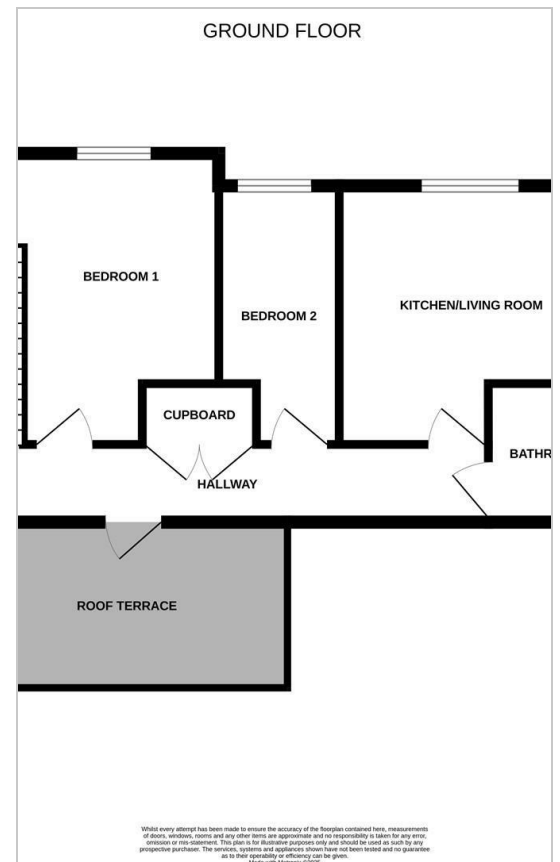 GROUND FLOOR
BEDROOM 1
KITCHEN/LIVING ROOM
BEDROOM 2
CUPBOARD
BATHR
HALLWAY
ROOF TERRACE
Whilst every attempt has been made to ensure the accuracy of the floorplan contained here, measurements
of doors, windows, rooms and any other items are approximate and no responsibility is taken for any error,
omission or mis-statement. This plan is for illustrative purposes only and should be used as such by any
prospective purchaser. The services, systems and appliances shown have not been tested and no guarantee
as to their operability or efficiency can be given.
Made with Metropix ©2025